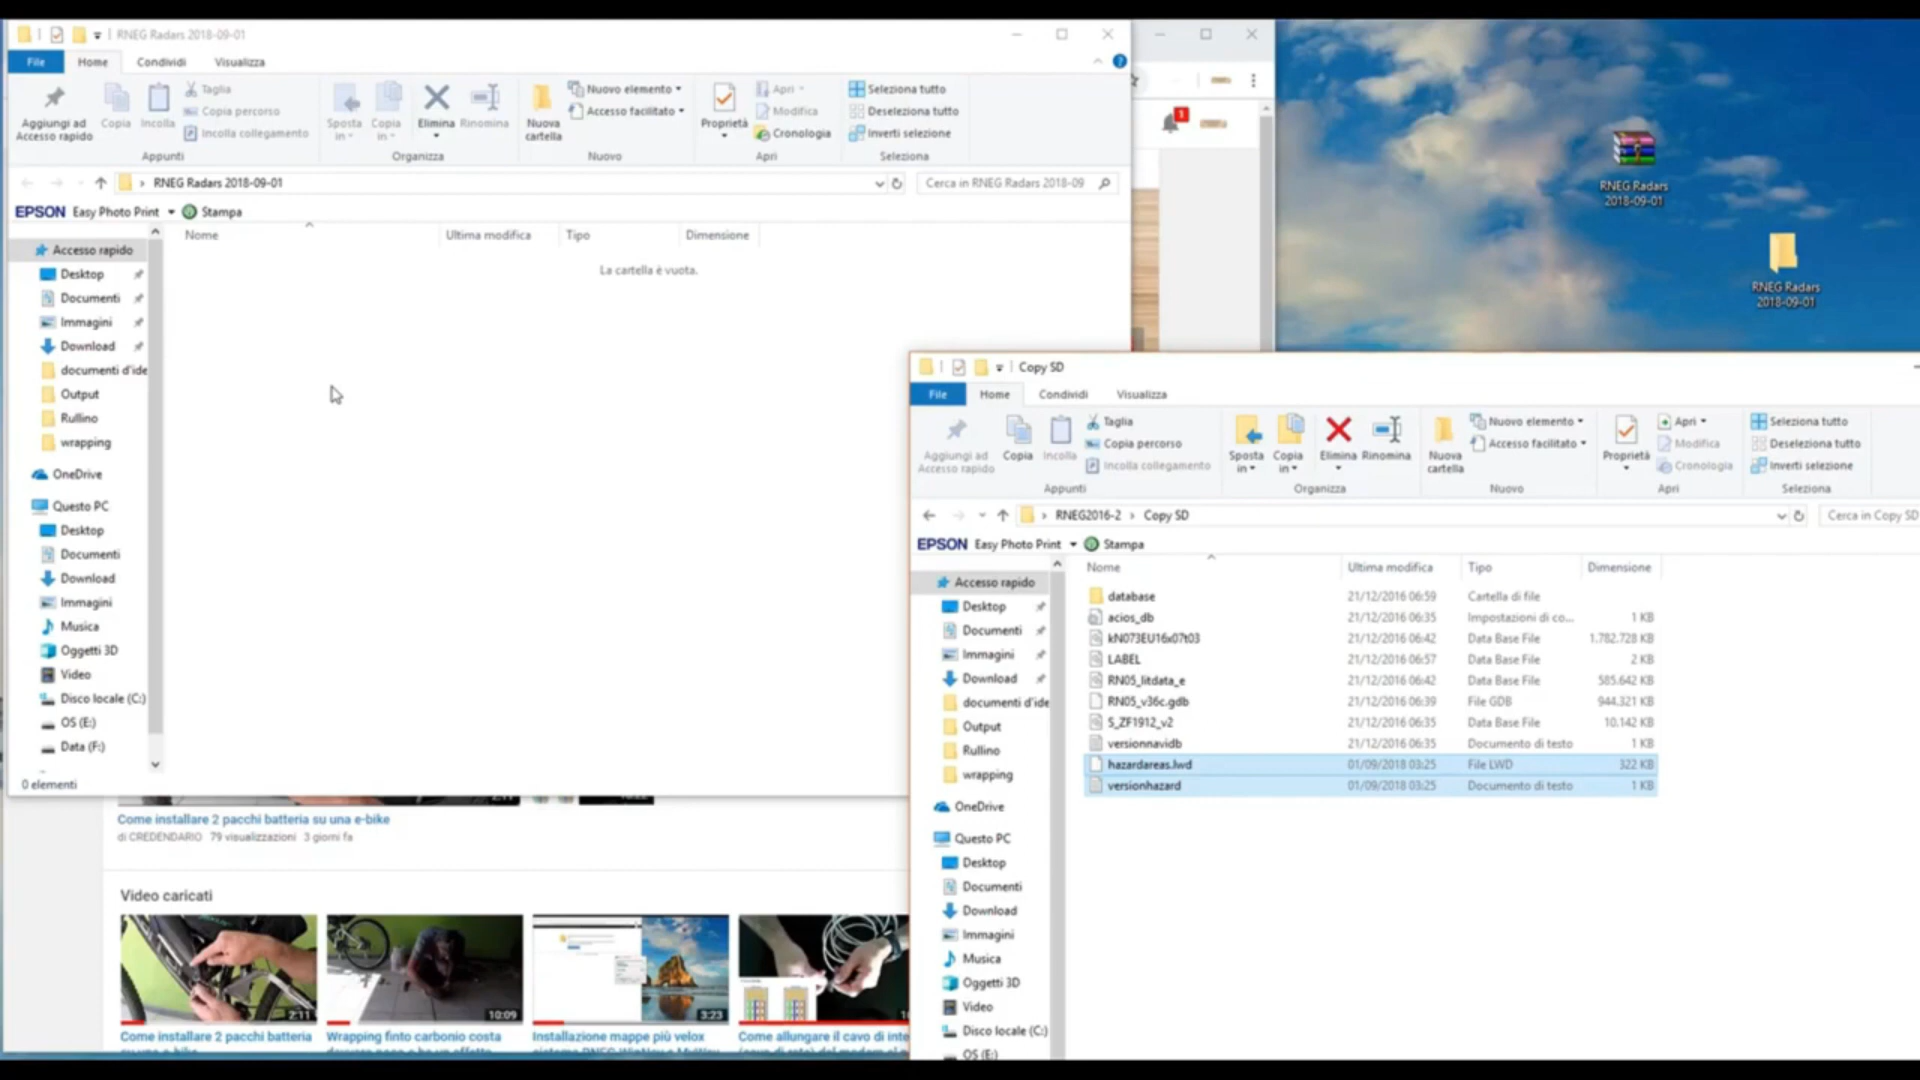 RNEG Radars 2018-09-01
File
Home
Condividi
Visualizza
Aggiungi ad
Accesso rapido
Copia
Incolla
Taglia
Copia percorso
Incolla collegamento
Appunti
Sposta
in
Copia
in
Elimina
Rinomina
Organizza
Nuova
cartella
Nuovo elemento
Accesso facilitato
Nuovo
Proprietà
Apri
Modifica
Cronologia
Apri
Seleziona tutto
Deseleziona tutto
Inverti selezione
Seleziona
RNEG Radars 2018-09-01
Cerca in RNEG Radars 2018-09
EPSON Easy Photo Print
Stampa
Nome
Ultima modifica
Tipo
Dimensione
La cartella è vuota.
Accesso rapido
Desktop
Documenti
Immagini
Download
documenti d'ide
Output
Rullino
wrapping
OneDrive
Questo PC
Desktop
Documenti
Download
Immagini
Musica
Oggetti 3D
Video
Disco locale (C:)
OS (E:)
Data (F:)
0 elementi
1
RNEG Radars
2018-09-01
RNEG Radars
2018-09-01
Copy SD
File
Home
Condividi
Visualizza
Aggiungi ad
Accesso rapido
Copia
Incolla
Taglia
Copia percorso
Incolla collegamento
Appunti
Sposta
in
Copia
in
Elimina
Rinomina
Organizza
Nuova
cartella
Nuovo elemento
Accesso facilitato
Nuovo
Proprietà
Apri
Modifica
Cronologia
Apri
Seleziona tutto
Deseleziona tutto
Inverti selezione
Seleziona
RNEG2016-2 › Copy SD
Cerca in Copy SD
EPSON Easy Photo Print
Stampa
Nome Ultima modifica Tipo Dimensione
database 21/12/2016 06:59 Cartella di file
acios_db 21/12/2016 06:35 Impostazioni di co... 1 KB
kN073EU16x07t03 21/12/2016 06:42 Data Base File 1.782.728 KB
LABEL 21/12/2016 06:57 Data Base File 2 KB
RN05_litdata_e 21/12/2016 06:42 Data Base File 585.642 KB
RN05_v36c.gdb 21/12/2016 06:39 File GDB 944.321 KB
S_ZF1912_v2 21/12/2016 06:35 Data Base File 10.142 KB
versionnavidb 21/12/2016 06:35 Documento di testo 1 KB
hazardareas.lwd 01/09/2018 03:25 File LWD 322 KB
versionhazard 01/09/2018 03:25 Documento di testo 1 KB
Accesso rapido
Desktop
Documenti
Immagini
Download
documenti d'ide
Output
Rullino
wrapping
OneDrive
Questo PC
Desktop
Documenti
Download
Immagini
Musica
Oggetti 3D
Video
Disco locale (C:)
OS (E:)
Come installare 2 pacchi batteria su una e-bike
di CREDENDARIO 79 visualizzazioni 3 giorni fa
Video caricati
2:11
10:09
3:23
Come installare 2 pacchi batteria
Wrapping finto carbonio costa
Installazione mappe più velox
Come allungare il cavo di inte